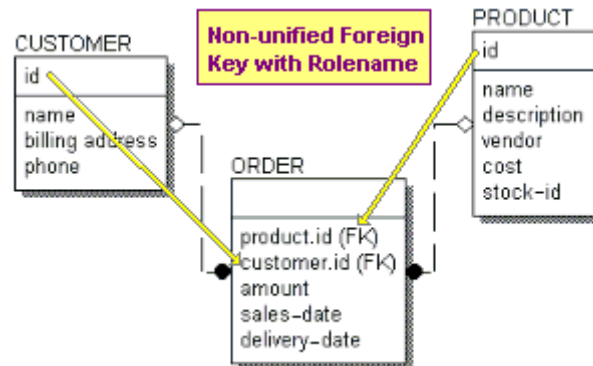 CUSTOMER
id
name
billing address
phone
Non-unified Foreign
Key with Rolename
PRODUCT
id
name
description
vendor
cost
stock-id
ORDER
product.id (FK)
customer.id (FK)
amount
sales-date
delivery-date